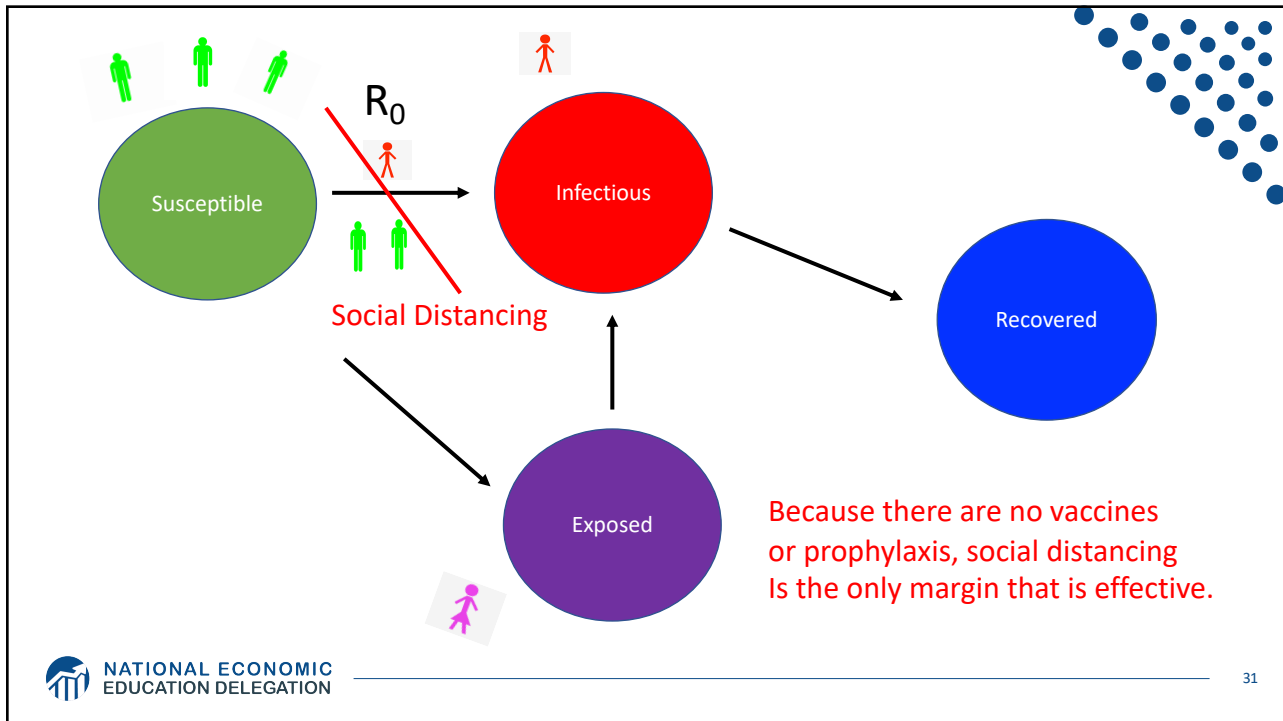 R₀
Susceptible
Infectious
Social Distancing
Recovered
Exposed
Because there are no vaccines
or prophylaxis, social distancing
Is the only margin that is effective.
NATIONAL ECONOMIC
EDUCATION DELEGATION
31